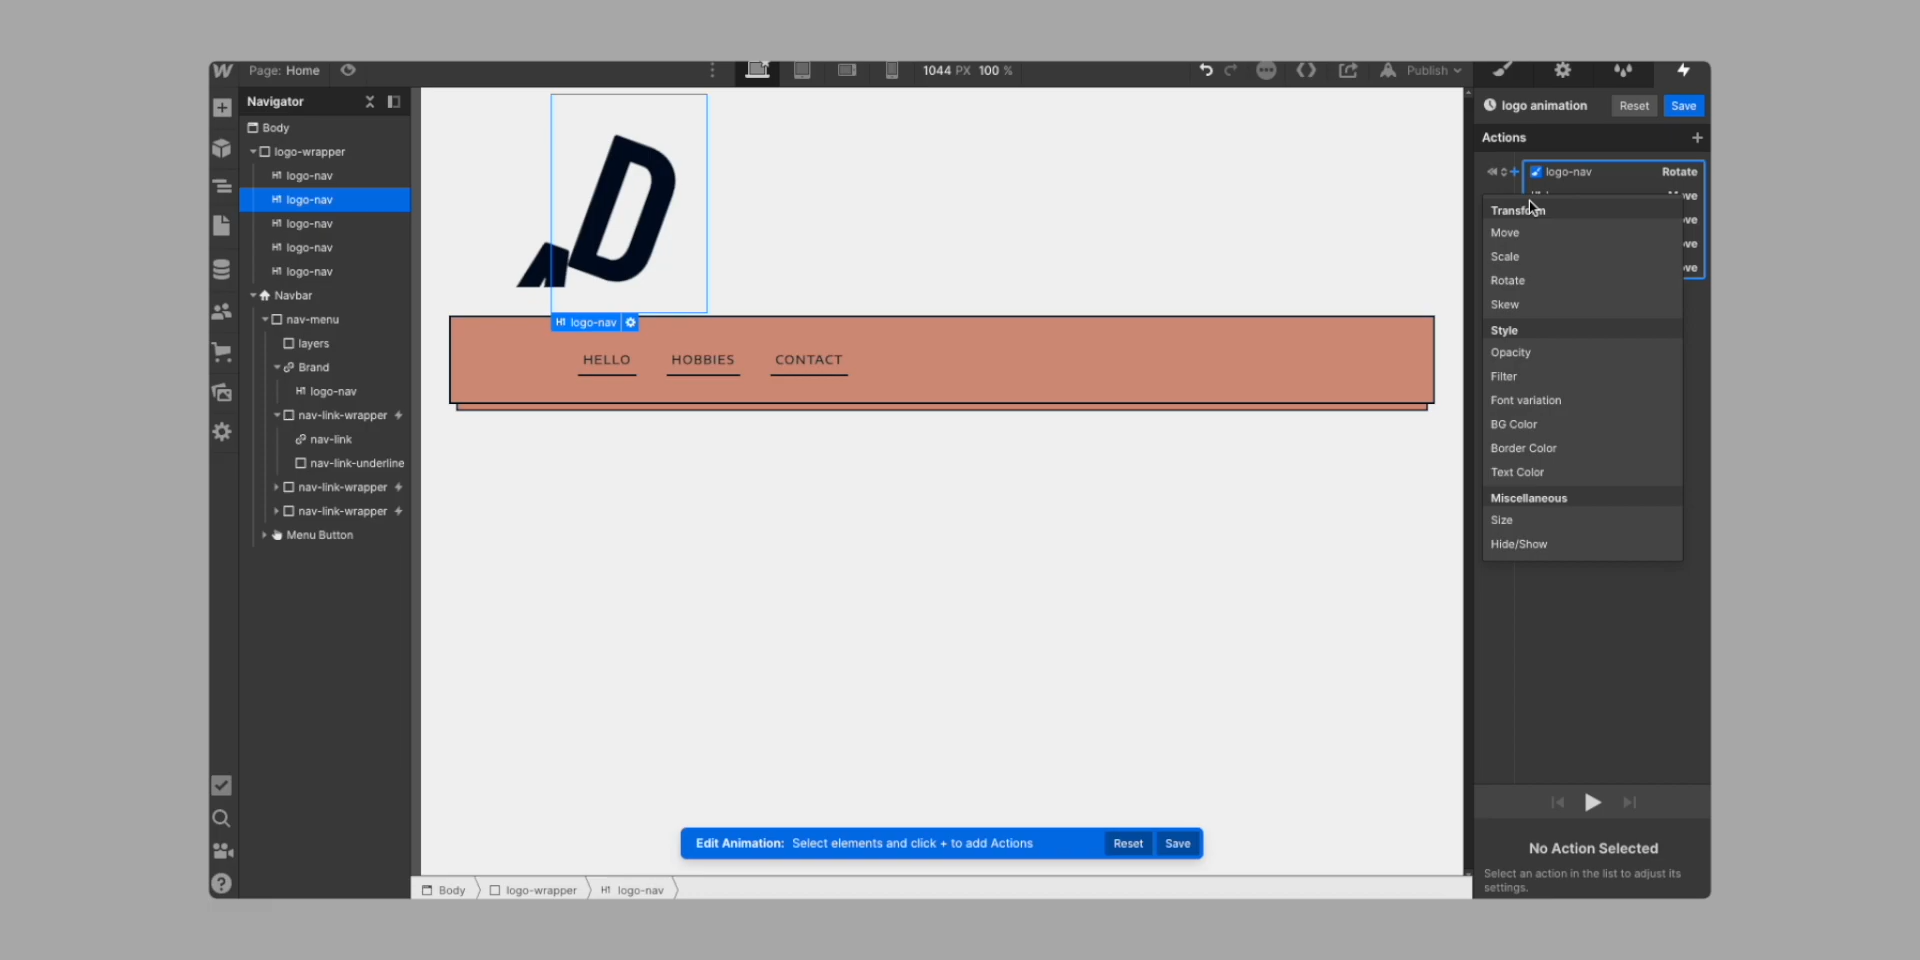 Page: Home
1044 PX 100 %
Publish
Navigator
Body
logo-wrapper
logo-nav
logo-nav
logo-nav
logo-nav
logo-nav
Navbar
nav-menu
layers
Brand
H1 logo-nav
nav-link-wrapper
nav-link
nav-link-underline
nav-link-wrapper
nav-link-wrapper
Menu Button
D
H1 logo-nav
HELLO HOBBIES CONTACT
Edit Animation: Select elements and click + to add Actions Reset Save
Body logo-wrapper H1 logo-nav
logo animation Reset Save
Actions
logo-nav Rotate
Transform
Move
Scale
Rotate
Skew
Style
Opacity
Filter
Font variation
BG Color
Border Color
Text Color
Miscellaneous
Size
Hide/Show
No Action Selected
Select an action in the list to adjust its
settings.